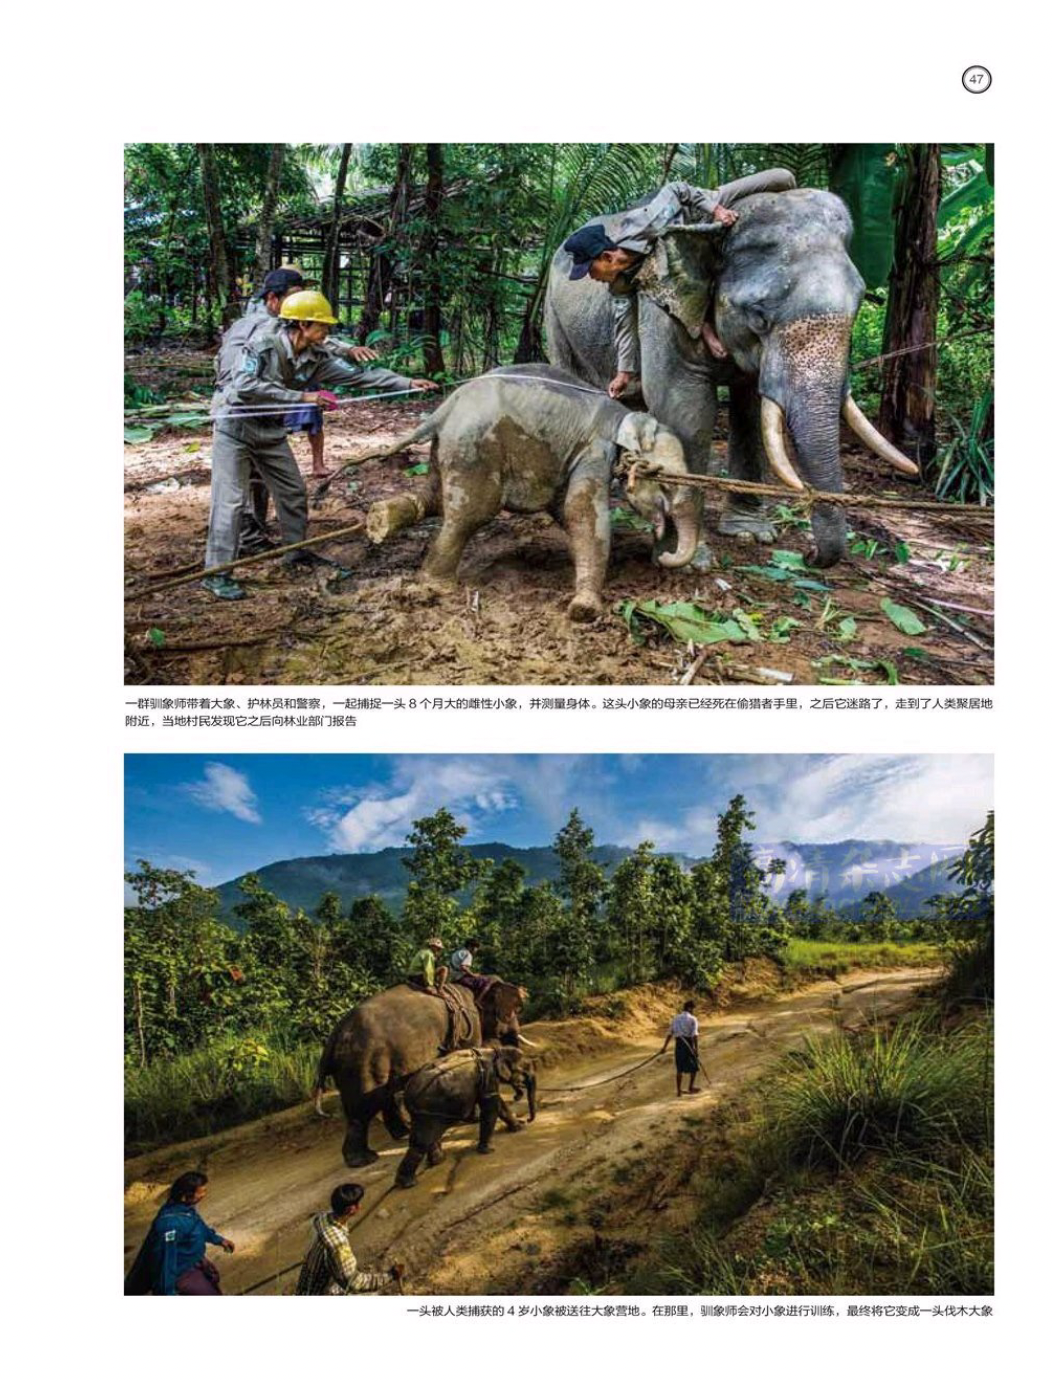 47
一群驯象师带着大象、护林员和警察，一起捕捉一头 8 个月大的雌性小象，并测量身体。这头小象的母亲已经死在偷猎者手里，之后它迷路了，走到了人类聚居地
附近，当地村民发现它之后向林业部门报告
一头被人类捕获的 4 岁小象被送往大象营地。在那里，驯象师会对小象进行训练，最终将它变成一头伐木大象